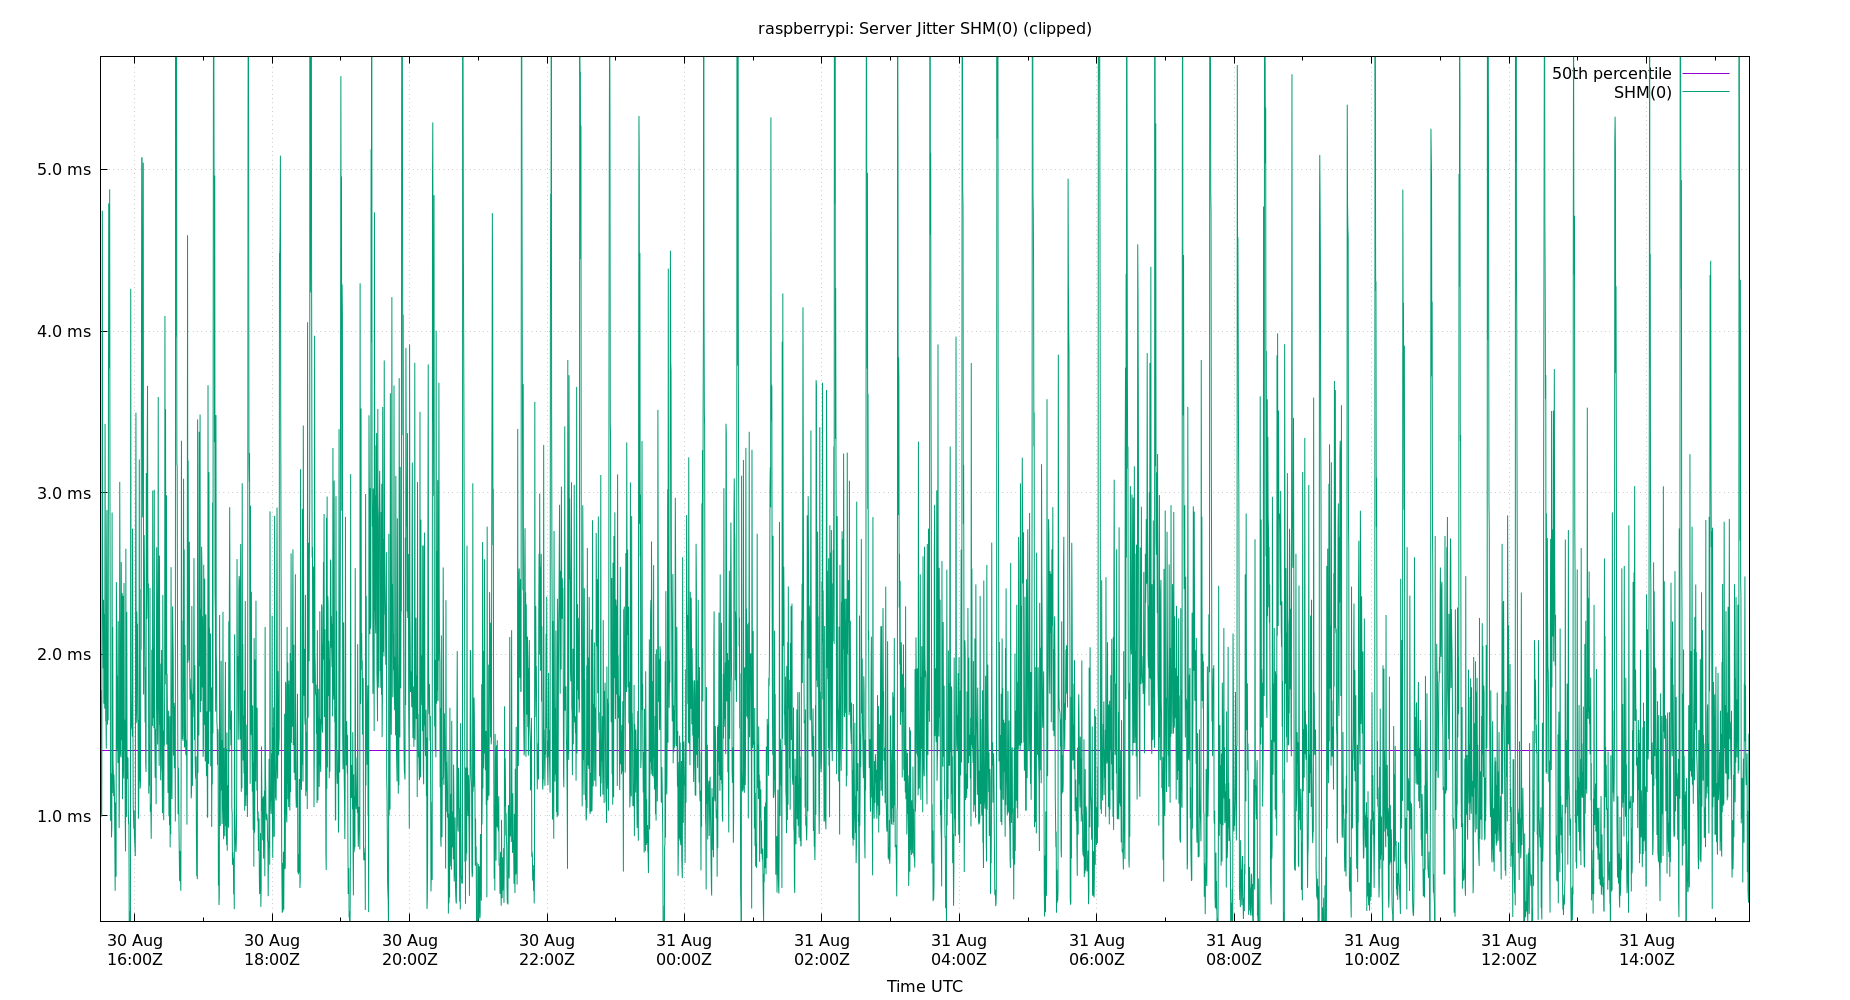 raspberrypi: Server Jitter SHM(0) (clipped)
50th percentile
SHM(0)
5.0 ms
4.0 ms
3.0 ms
2.0 ms
1.0 ms
30 Aug 30 Aug 30 Aug 30 Aug 31 Aug 31 Aug 31 Aug 31 Aug 31 Aug 31 Aug 31 Aug 31 Aug
16:00Z 18:00Z 20:00Z 22:00Z 00:00Z 02:00Z 04:00Z 06:00Z 08:00Z 10:00Z 12:00Z 14:00Z
Time UTC